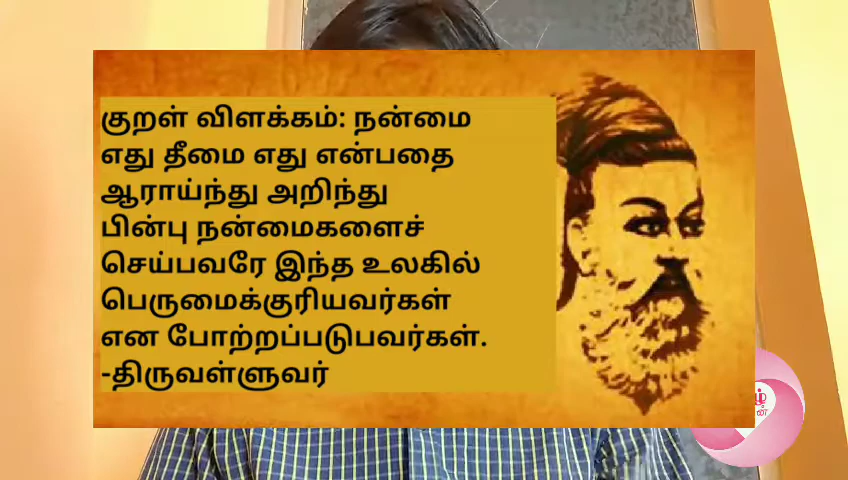 குறள் விளக்கம்: நன்மை
எது தீமை எது என்பதை
ஆராய்ந்து அறிந்து
பின்பு நன்மைகளைச்
செய்பவரே இந்த உலகில்
பெருமைக்குரியவர்கள்
என போற்றப்படுபவர்கள்.
-திருவள்ளுவர்